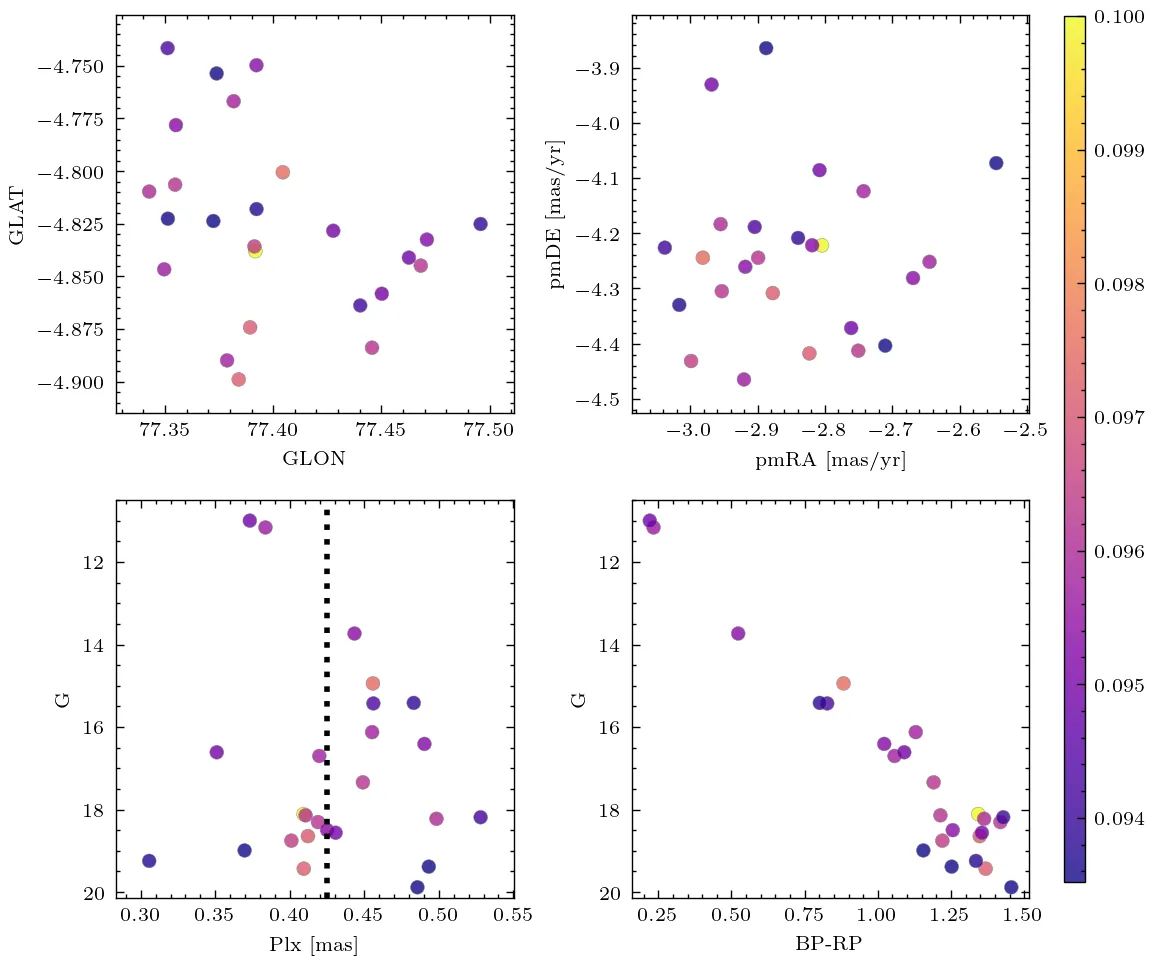 −4.750
−4.775
−4.800
−4.825
−4.850
−4.875
−4.900
GLAT
77.35 77.40 77.45 77.50
GLON
−3.9
−4.0
−4.1
−4.2
−4.3
−4.4
−4.5
pmDE [mas/yr]
−3.0 −2.9 −2.8 −2.7 −2.6 −2.5
pmRA [mas/yr]
12
14
16
18
20
G
0.30 0.35 0.40 0.45 0.50 0.55
Plx [mas]
12
14
16
18
20
G
0.25 0.50 0.75 1.00 1.25 1.50
BP-RP
0.100
0.099
0.098
0.097
0.096
0.095
0.094